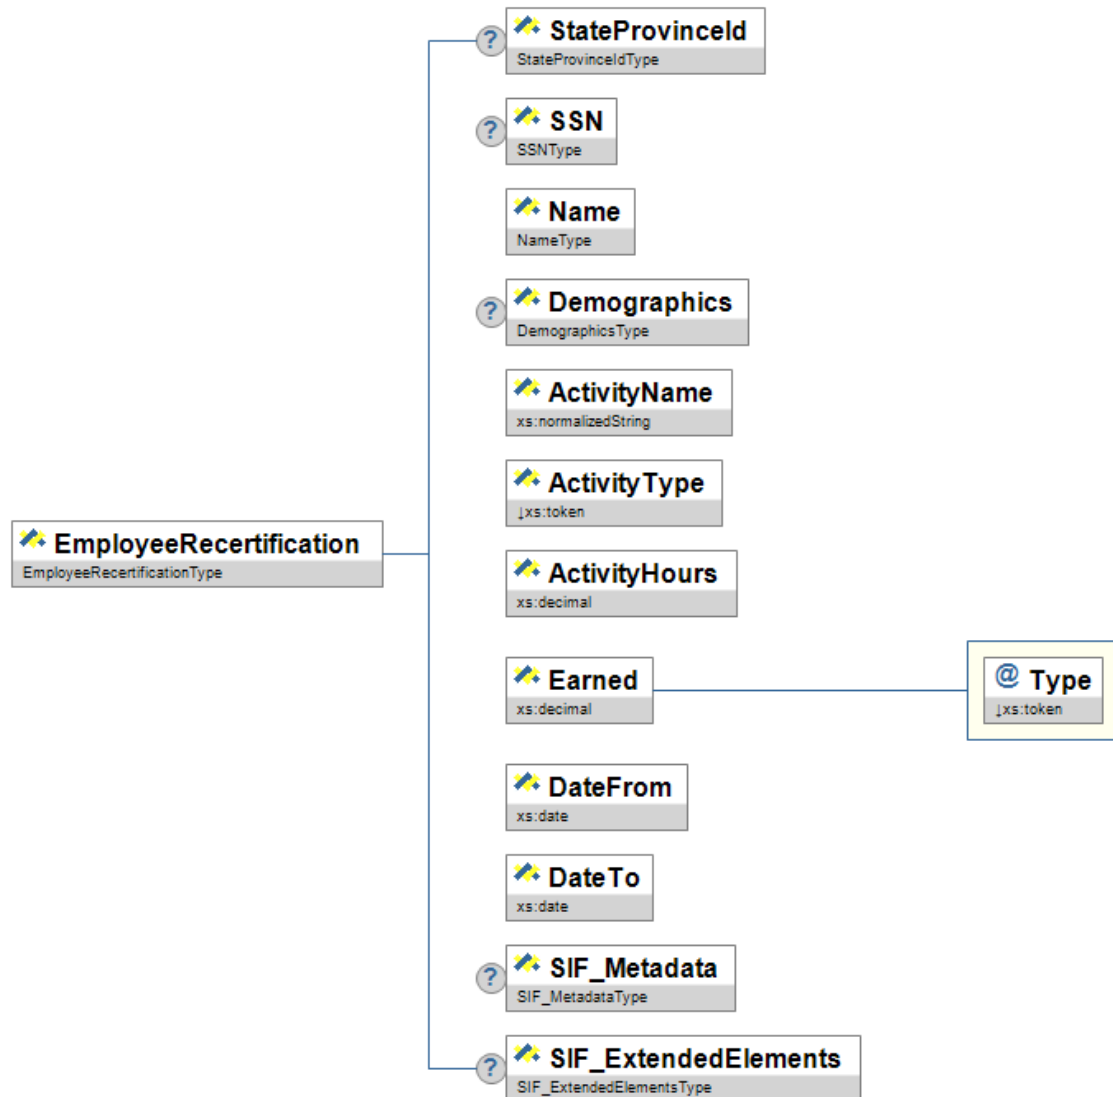 ? StateProvinceId
StateProvinceIdType
? SSN
SSNType
Name
NameType
? Demographics
DemographicsType
ActivityName
xs:normalizedString
ActivityType
↓xs:token
EmployeeRecertification
EmployeeRecertificationType
ActivityHours
xs:decimal
Earned
xs:decimal
@ Type
↓xs:token
DateFrom
xs:date
DateTo
xs:date
? SIF_Metadata
SIF_MetadataType
? SIF_ExtendedElements
SIF_ExtendedElementsType